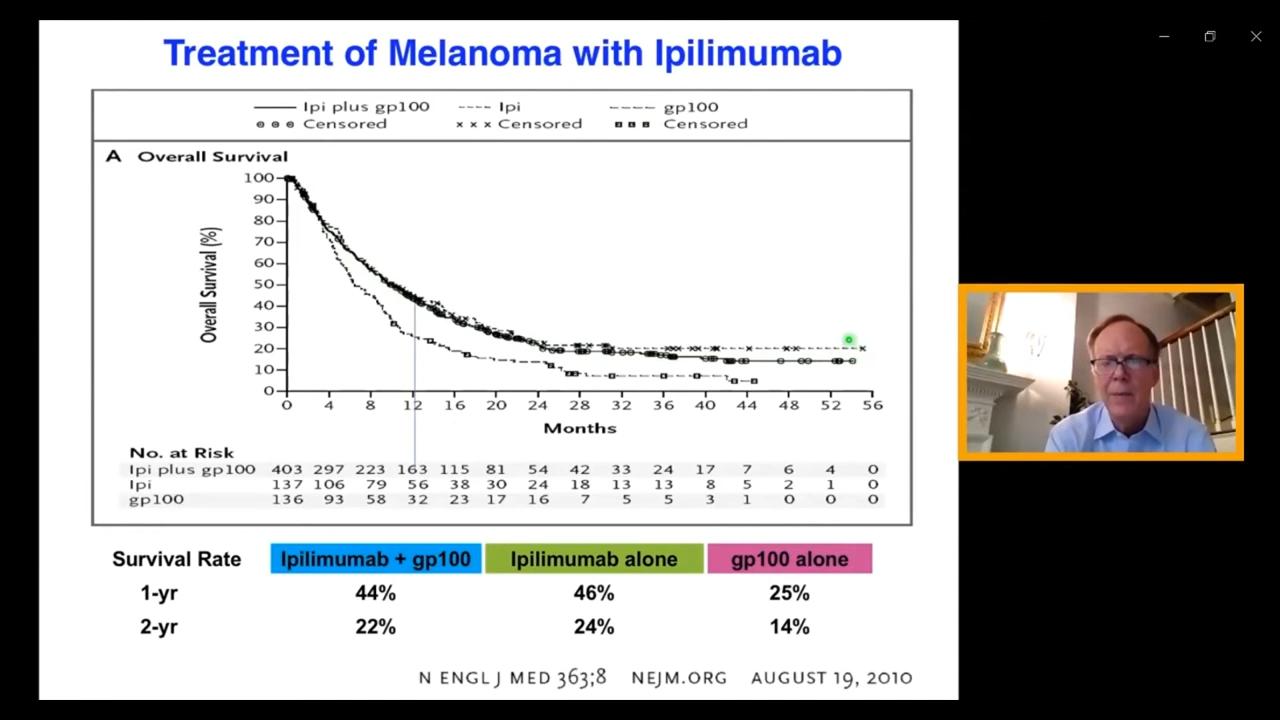 Treatment of Melanoma with Ipilimumab
Ipi plus gp100 Ipi gp100
Censored Censored Censored
A Overall Survival
100
90
80
70
60
50
40
30
20
10
0
Overall Survival (%)
0 4 8 12 16 20 24 28 32 36 40 44 48 52 56
Months
No. at Risk
Ipi plus gp100 403 297 223 163 115 81 54 42 33 24 17 7 6 4 0
Ipi 137 106 79 56 38 30 24 18 13 13 8 5 2 1 0
gp100 136 93 58 32 23 17 16 7 5 5 3 1 0 0 0
Survival Rate Ipilimumab + gp100 Ipilimumab alone gp100 alone
1-yr 44% 46% 25%
2-yr 22% 24% 14%
N ENGL J MED 363;8 NEJM.ORG AUGUST 19, 2010